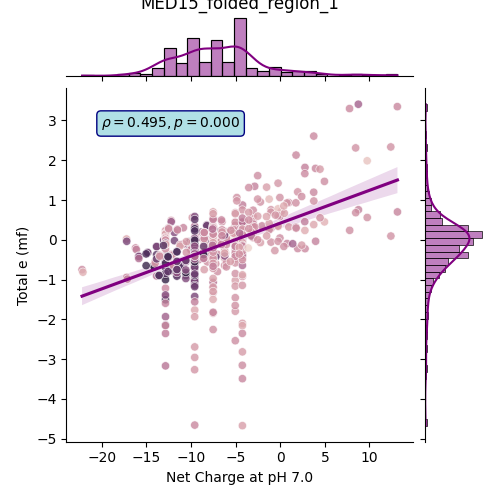 MED15_folded_region_1
ρ = 0.495, p = 0.000
3
2
1
0
−1
−2
−3
−4
−5
Total e (mf)
−20 −15 −10 −5 0 5 10
Net Charge at pH 7.0